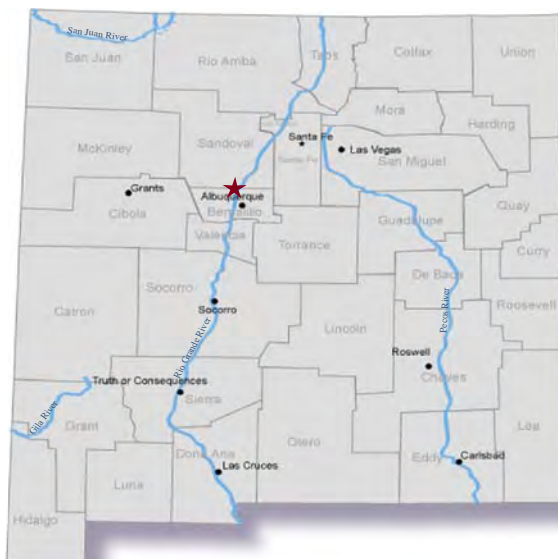 San Juan River
San Juan
Rio Arriba
Taos
Colfax
Union
Mora
Harding
Sandoval
Santa Fe
Santa Fe
Las Vegas
San Miguel
McKinley
Grants
Cibola
Albuquerque
Bernalillo
Valencia
Torrance
Guadalupe
Quay
Curry
De Baca
Roosevelt
Catron
Socorro
Socorro
Lincoln
Pecos River
Rio Grande River
Roswell
Chaves
Truth or Consequences
Sierra
Gila River
Grant
Otero
Lea
Dona Ana
Las Cruces
Eddy
Carlsbad
Luna
Hidalgo